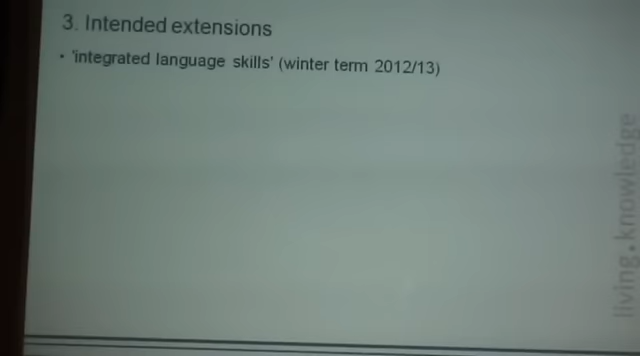 3. Intended extensions
• 'integrated language skills' (winter term 2012/13)
living.knowledge